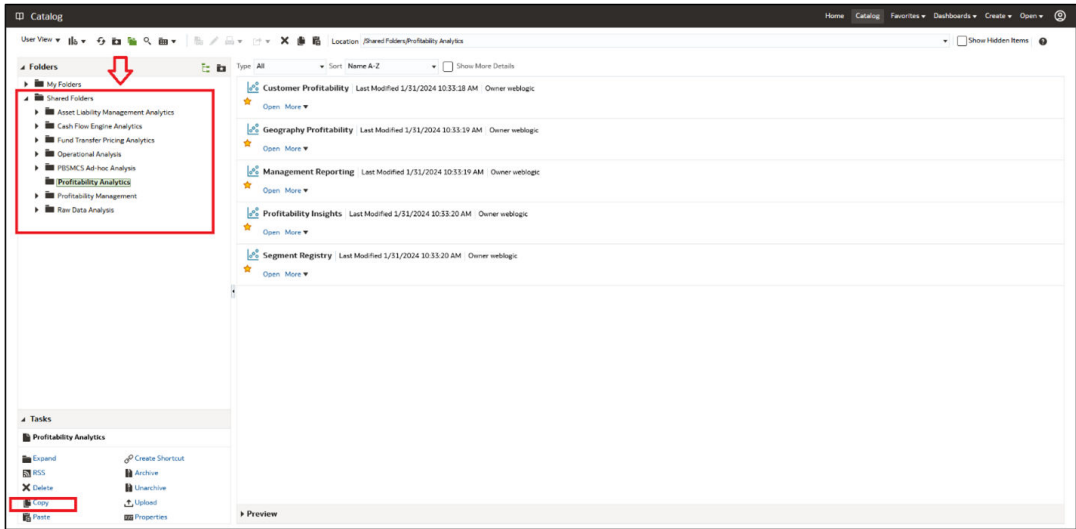 Catalog
Home Catalog Favorites Dashboards Create Open
User View Location /Shared Folders/Profitability Analytics Show Hidden Items
Folders
My Folders
Shared Folders
Asset Liability Management Analytics
Cash Flow Engine Analytics
Fund Transfer Pricing Analytics
Operational Analysis
PBSMCS Ad-hoc Analysis
Profitability Analytics
Profitability Management
Raw Data Analysis
Type All Sort Name A-Z Show More Details
Customer Profitability Last Modified 1/31/2024 10:33:18 AM Owner weblogic
Open More
Geography Profitability Last Modified 1/31/2024 10:33:19 AM Owner weblogic
Open More
Management Reporting Last Modified 1/31/2024 10:33:19 AM Owner weblogic
Open More
Profitability Insights Last Modified 1/31/2024 10:33:20 AM Owner weblogic
Open More
Segment Registry Last Modified 1/31/2024 10:33:20 AM Owner weblogic
Open More
Tasks
Profitability Analytics
Expand Create Shortcut
RSS Archive
Delete Unarchive
Copy Upload
Paste Properties
Preview